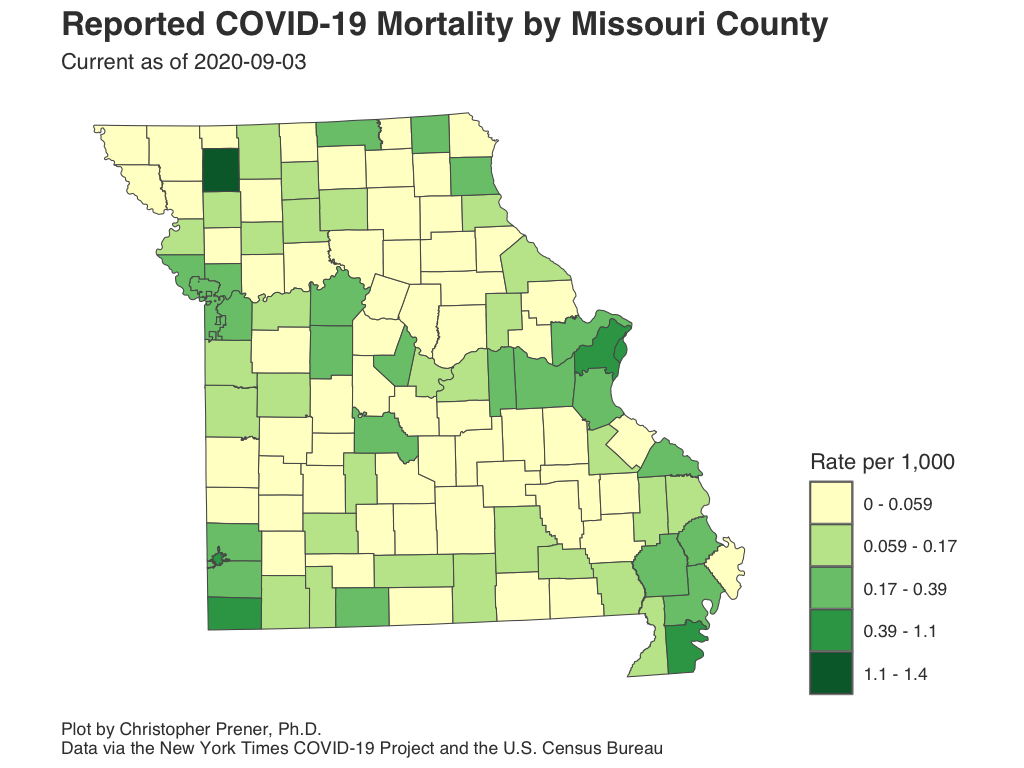 Reported COVID-19 Mortality by Missouri County
Current as of 2020-09-03
Rate per 1,000
0 - 0.059
0.059 - 0.17
0.17 - 0.39
0.39 - 1.1
1.1 - 1.4
Plot by Christopher Prener, Ph.D.
Data via the New York Times COVID-19 Project and the U.S. Census Bureau